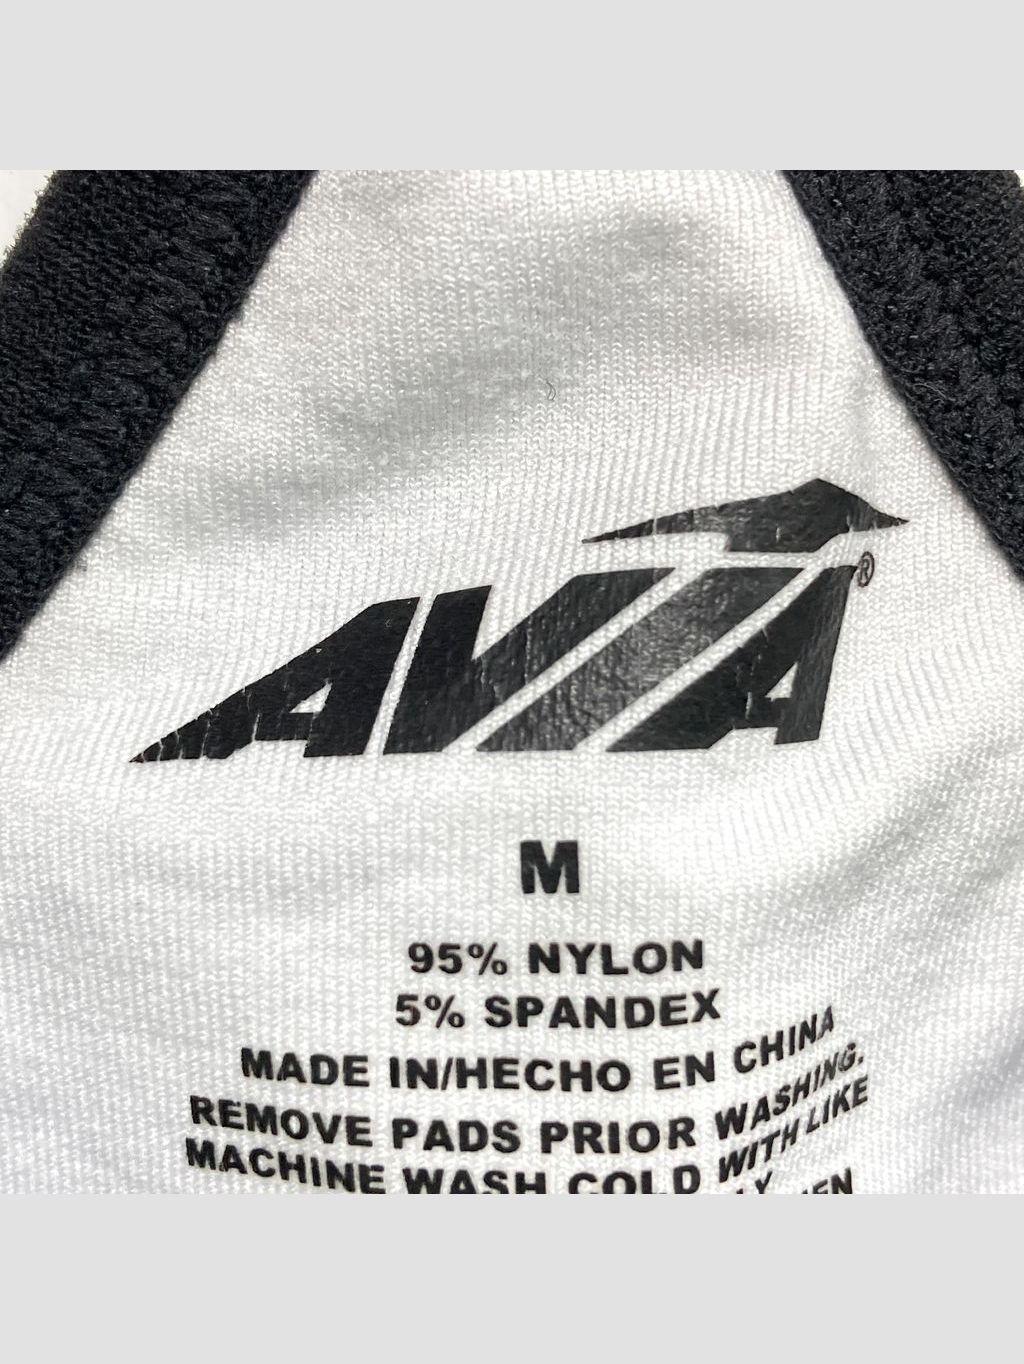 AVIA®
M
95% NYLON
5% SPANDEX
MADE IN/HECHO EN CHINA
REMOVE PADS PRIOR WASHING.
MACHINE WASH COLD WITH LIKE